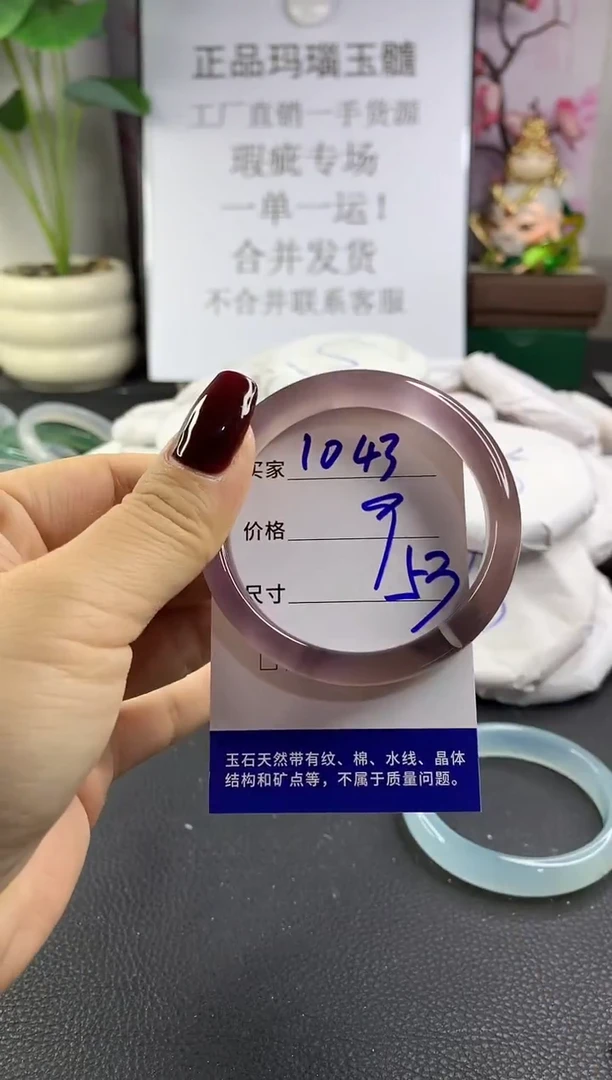 正品玛瑙玉髓
工厂直销一手货源
瑕疵专场
一单一运！
合并发货
不合并联系客服
买家 1043
价格
尺寸 53
玉石天然带有纹、棉、水线、晶体
结构和矿点等，不属于质量问题。